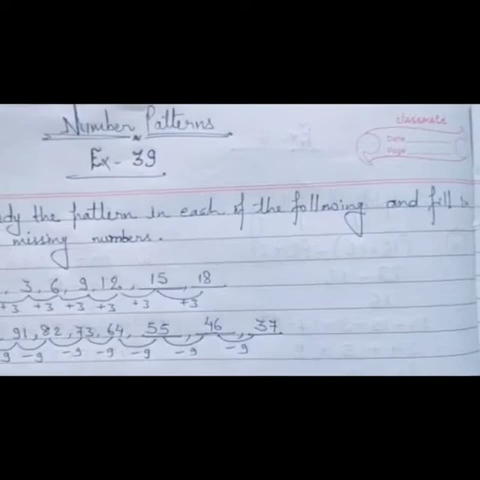 Number Patterns
Ex - 39
classmate
Date
Page
dy the pattern in each of the following and fill in
missing numbers.
, 3, 6, 9, 12, 15, 18
+3 +3 +3 +3 +3 +3
, 91, 82, 73, 64, 55, 46, 37
9 -9 -9 -9 -9 -9 -9